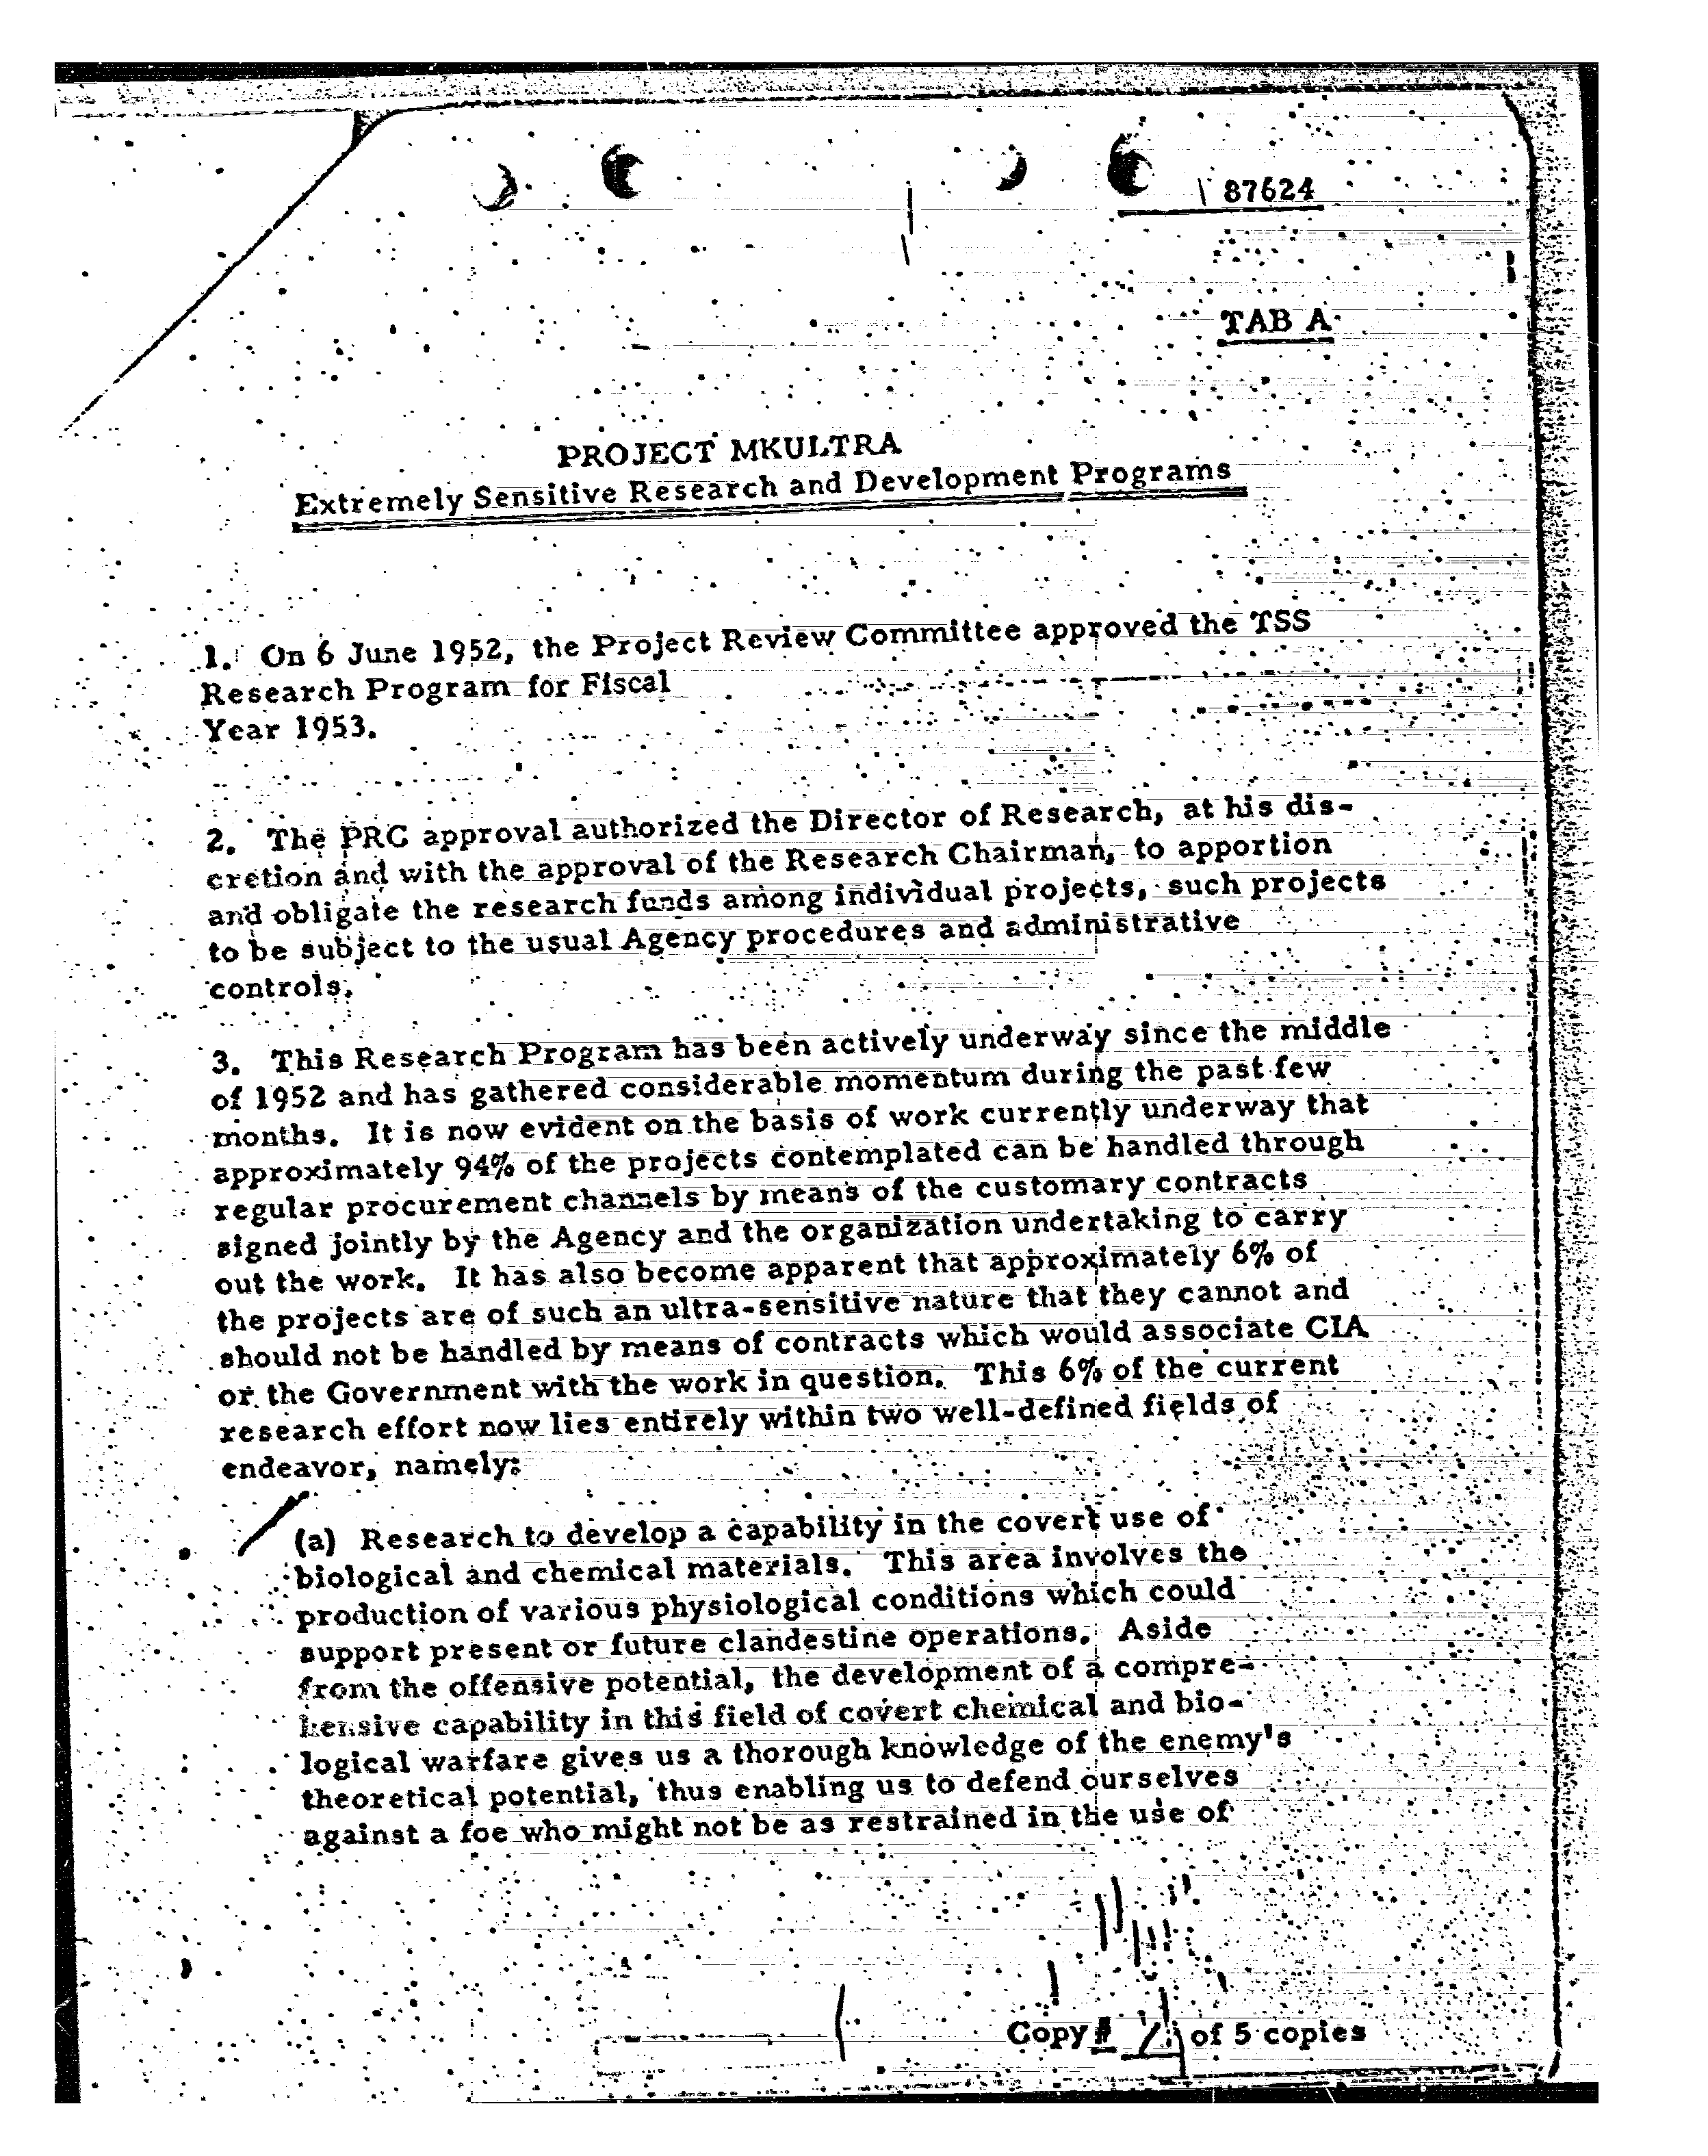 87624
TAB A
PROJECT MKULTRA
Extremely Sensitive Research and Development Programs
1. On 6 June 1952, the Project Review Committee approved the TSS
Research Program for Fiscal
Year 1953.
2. The PRC approval authorized the Director of Research, at his dis-
cretion and with the approval of the Research Chairman, to apportion
and obligate the research funds among individual projects, such projects
to be subject to the usual Agency procedures and administrative
controls.
3. This Research Program has been actively underway since the middle
of 1952 and has gathered considerable momentum during the past few
months. It is now evident on the basis of work currently underway that
approximately 94% of the projects contemplated can be handled through
regular procurement channels by means of the customary contracts
signed jointly by the Agency and the organization undertaking to carry
out the work. It has also become apparent that approximately 6% of
the projects are of such an ultra-sensitive nature that they cannot and
should not be handled by means of contracts which would associate CIA
or the Government with the work in question. This 6% of the current
research effort now lies entirely within two well-defined fields of
endeavor, namely:
(a) Research to develop a capability in the covert use of
biological and chemical materials. This area involves the
production of various physiological conditions which could
support present or future clandestine operations. Aside
from the offensive potential, the development of a compre-
hensive capability in this field of covert chemical and bio-
logical warfare gives us a thorough knowledge of the enemy's
theoretical potential, thus enabling us to defend ourselves
against a foe who might not be as restrained in the use of
Copy # of 5 copies